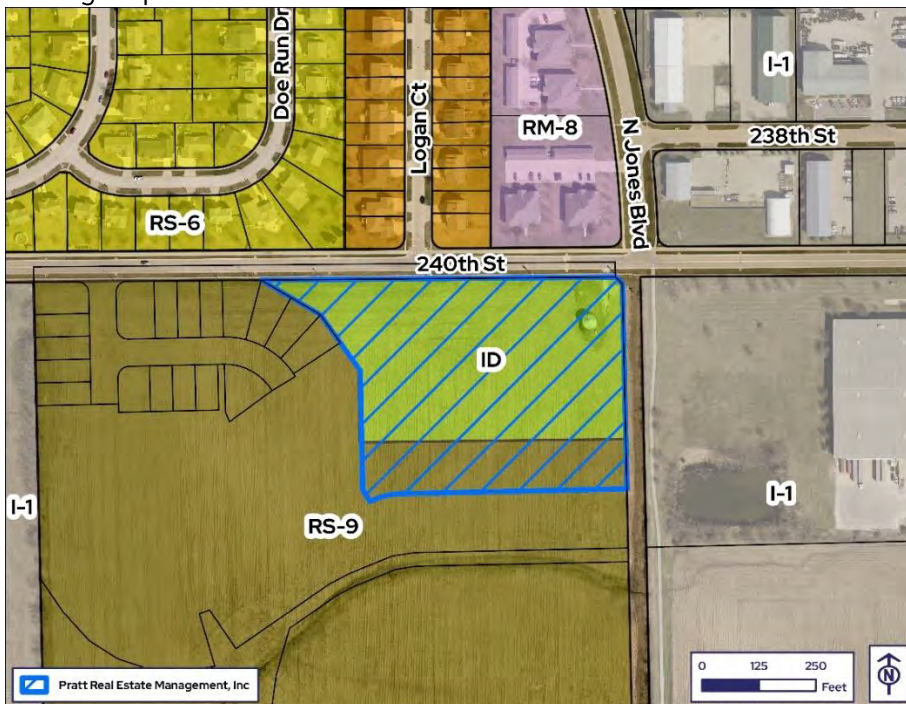 Doe Run Dr
Logan Ct
I-1
RM-8
238th St
N Jones Blvd
RS-6
240th St
ID
I-1
I-1
RS-9
Pratt Real Estate Management, Inc
0 125 250
Feet
N